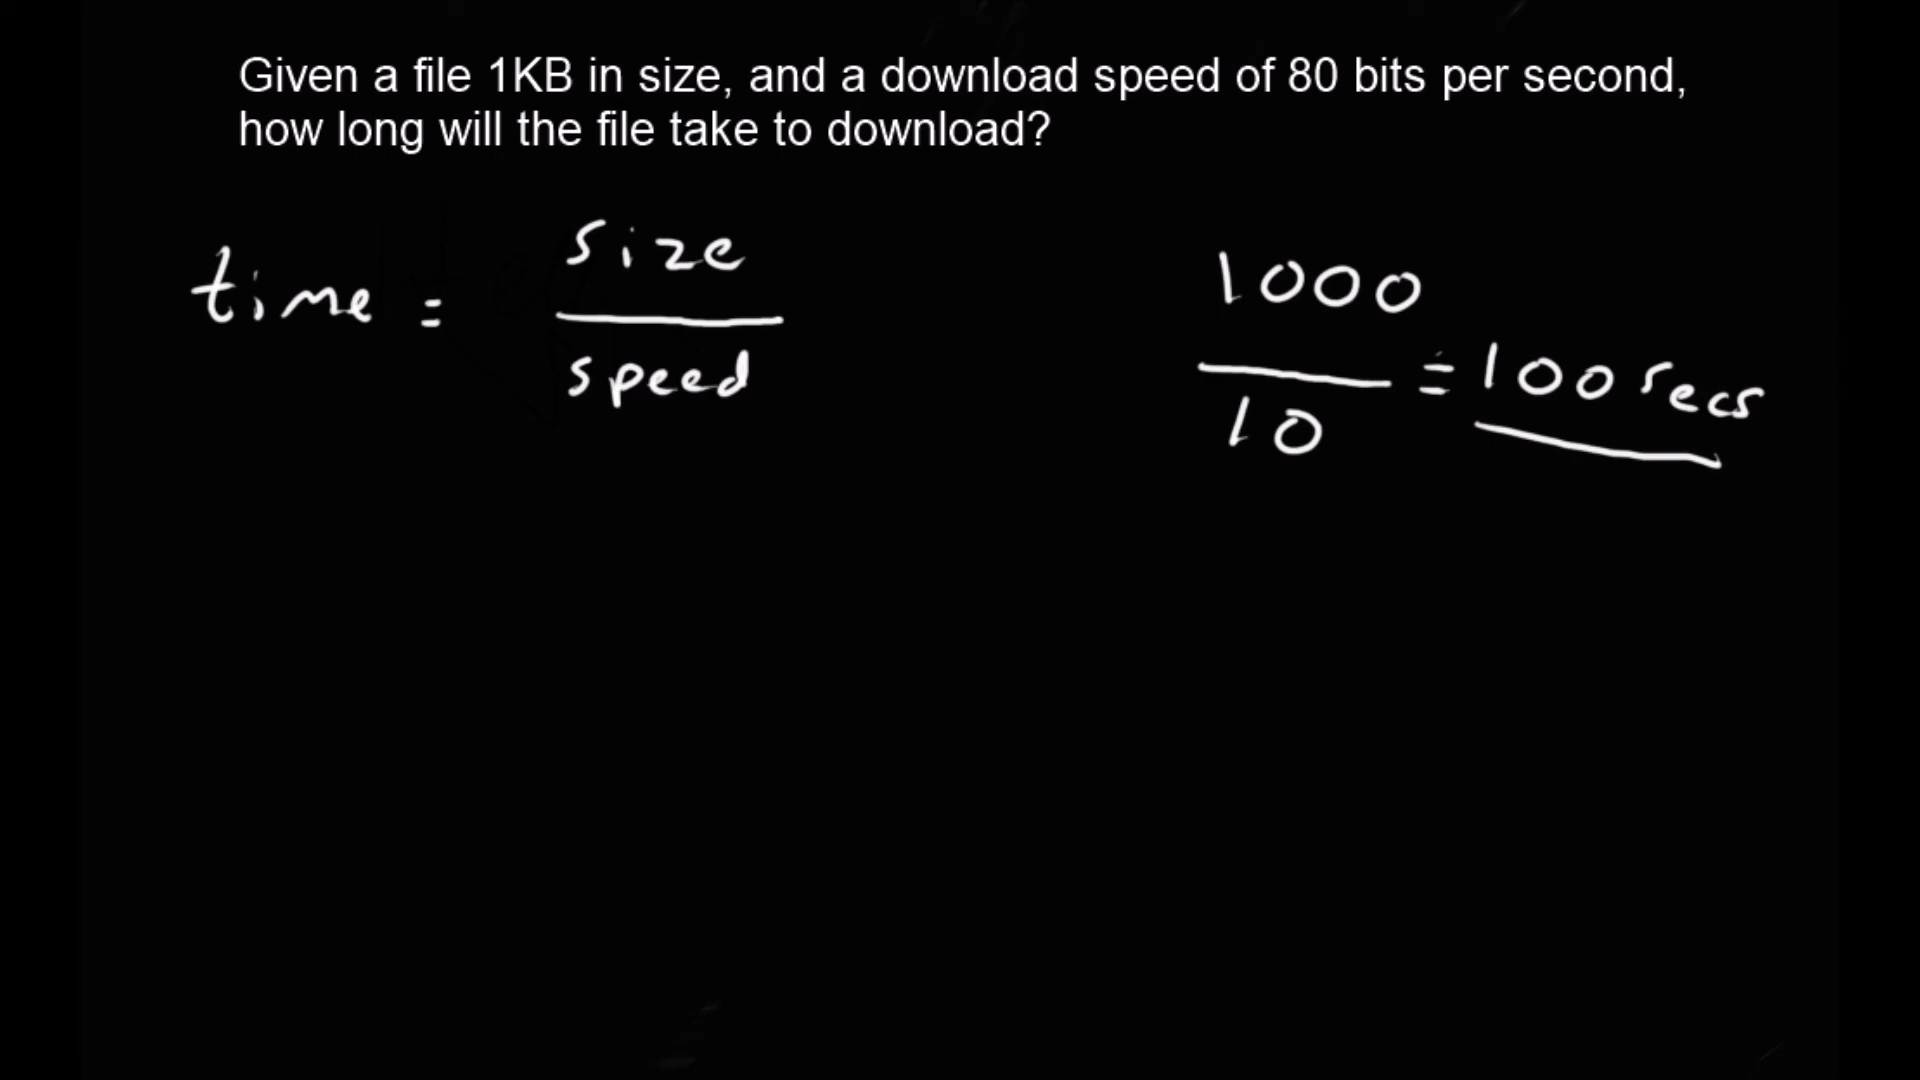 Given a file 1KB in size, and a download speed of 80 bits per second,
how long will the file take to download?
time = size
speed
1000
10
= 100 secs